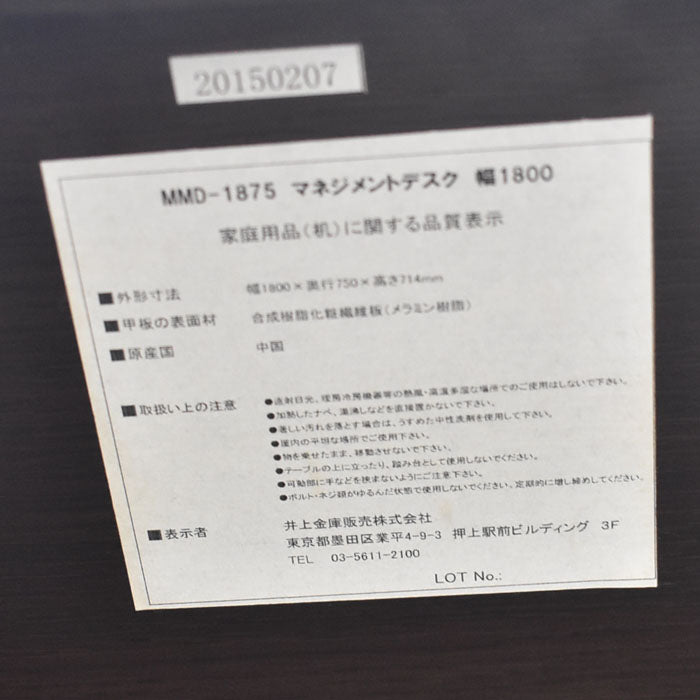 20150207
MMD-1875 マネジメントデスク 幅1800
家庭用品(机)に関する品質表示
■外形寸法 幅1800×奥行750×高さ714mm
■甲板の表面材 合成樹脂化粧繊維板(メラミン樹脂)
■原産国 中国
■取扱い上の注意 ●直射日光、暖房冷房機器等の熱風・高温多湿な場所でのご使用はしないで下さい。
●加熱したナベ、湯沸しなどを直接置かないで下さい。
●著しい汚れを落とす場合は、うすめた中性洗剤を使用して下さい。
●屋内の平坦な場所でご使用下さい。
●物を乗せたまま、移動させないで下さい。
●テーブルの上に立ったり、踏み台として使用しないでください。
●可動部に手などを挟まないようにご注意下さい。
●ボルト・ネジ類がゆるんだ状態で使用しないでください、定期的に増し締めしてください。
■表示者 井上金庫販売株式会社
東京都墨田区業平4-9-3 押上駅前ビルディング 3F
TEL 03-5611-2100
LOT No.: